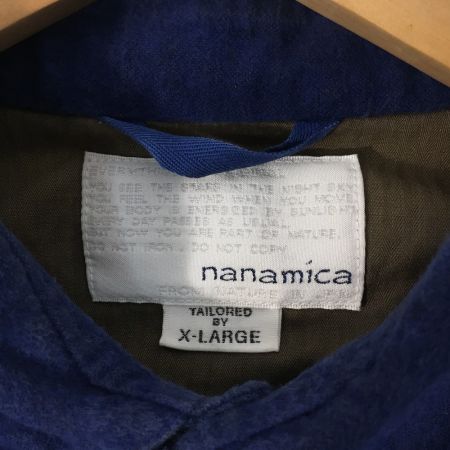 YOU SEE THE STARS IN THE NIGHT SKY
YOU FEEL THE WIND WHEN YOU MOVE
YOUR BODY IS ENERGIZED BY SUNLIGHT
EVERY DAY PASSES AS USUAL
BUT NOW YOU ARE PART OF NATURE.
DO NOT IRON, DO NOT COPY
nanamica
FROM NATURE IN
TAILORED
BY
X-LARGE